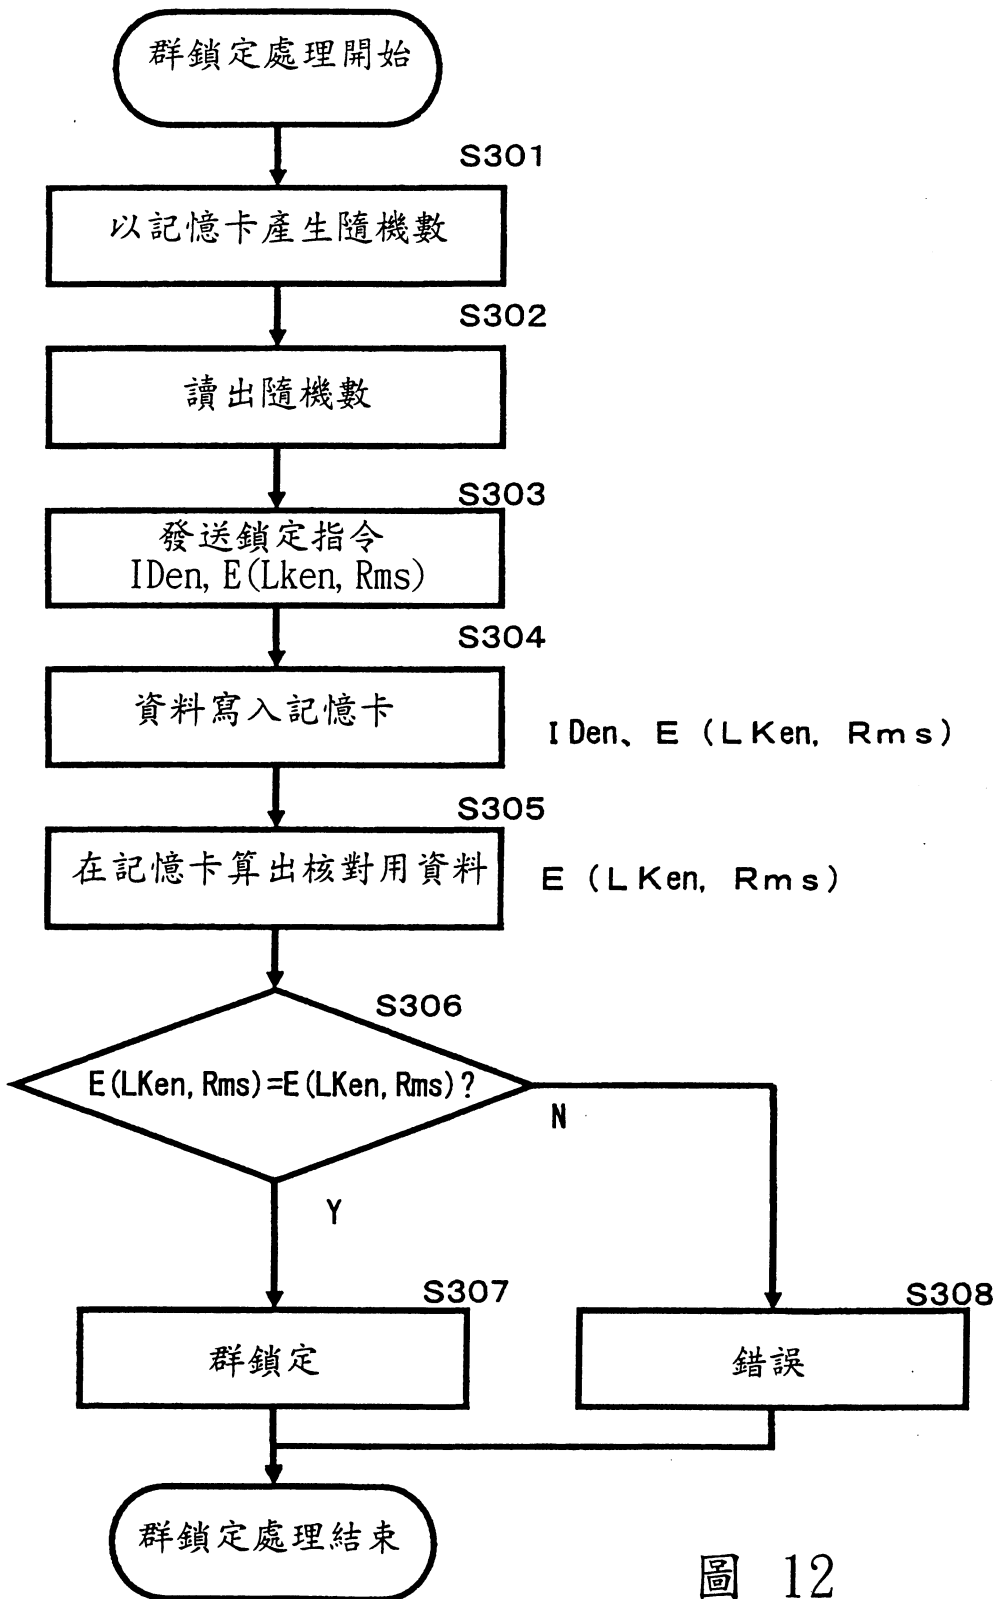 群鎖定處理開始
S301
以記憶卡產生隨機數
S302
讀出隨機數
S303
發送鎖定指令
IDen, E(Lken, Rms)
S304
資料寫入記憶卡
IDen、E (LKen, Rms)
S305
在記憶卡算出核對用資料
E (LKen, Rms)
S306
E(LKen, Rms)=E(LKen, Rms)?
N
Y
S307
群鎖定
S308
錯誤
群鎖定處理結束
圖 12